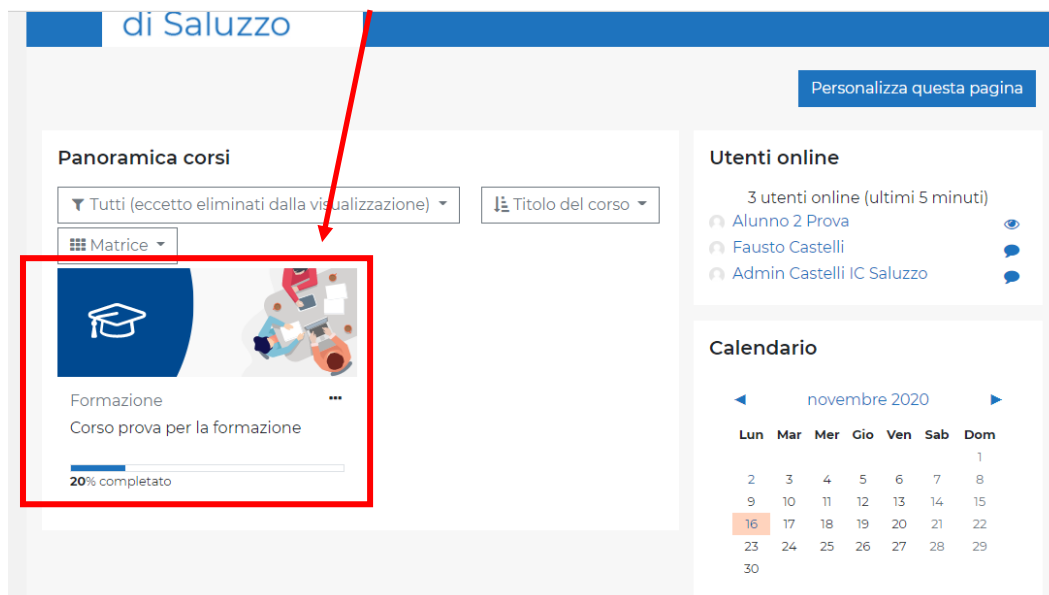 di Saluzzo
Personalizza questa pagina
Panoramica corsi
Tutti (eccetto eliminati dalla visualizzazione)
Titolo del corso
Matrice
Formazione
Corso prova per la formazione
20% completato
Utenti online
3 utenti online (ultimi 5 minuti)
Alunno 2 Prova
Fausto Castelli
Admin Castelli IC Saluzzo
Calendario
novembre 2020
Lun Mar Mer Gio Ven Sab Dom
1
2 3 4 5 6 7 8
9 10 11 12 13 14 15
16 17 18 19 20 21 22
23 24 25 26 27 28 29
30